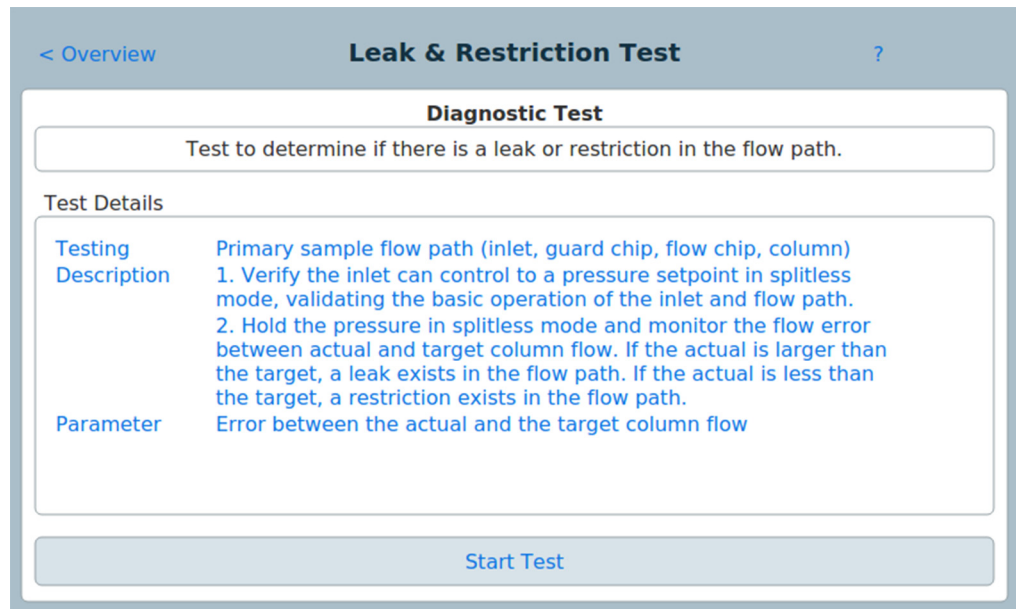 < Overview
Leak & Restriction Test
?
Diagnostic Test
Test to determine if there is a leak or restriction in the flow path.
Test Details
Testing Primary sample flow path (inlet, guard chip, flow chip, column)
Description 1. Verify the inlet can control to a pressure setpoint in splitless
mode, validating the basic operation of the inlet and flow path.
2. Hold the pressure in splitless mode and monitor the flow error
between actual and target column flow. If the actual is larger than
the target, a leak exists in the flow path. If the actual is less than
the target, a restriction exists in the flow path.
Parameter Error between the actual and the target column flow
Start Test